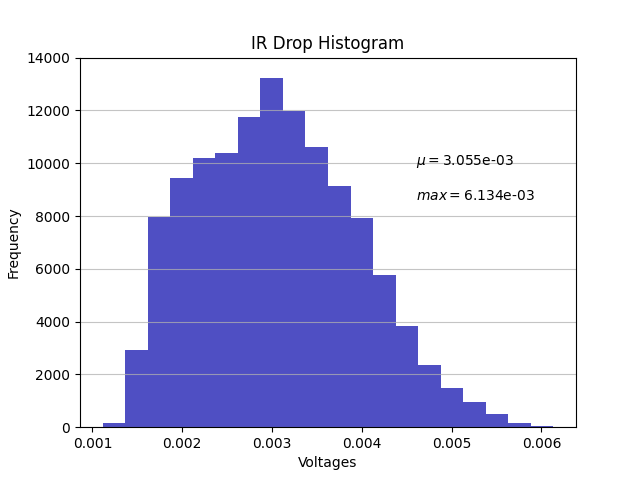 IR Drop Histogram
14000
12000
10000
8000
6000
4000
2000
0
Frequency
μ = 3.055e-03
max = 6.134e-03
0.001 0.002 0.003 0.004 0.005 0.006
Voltages